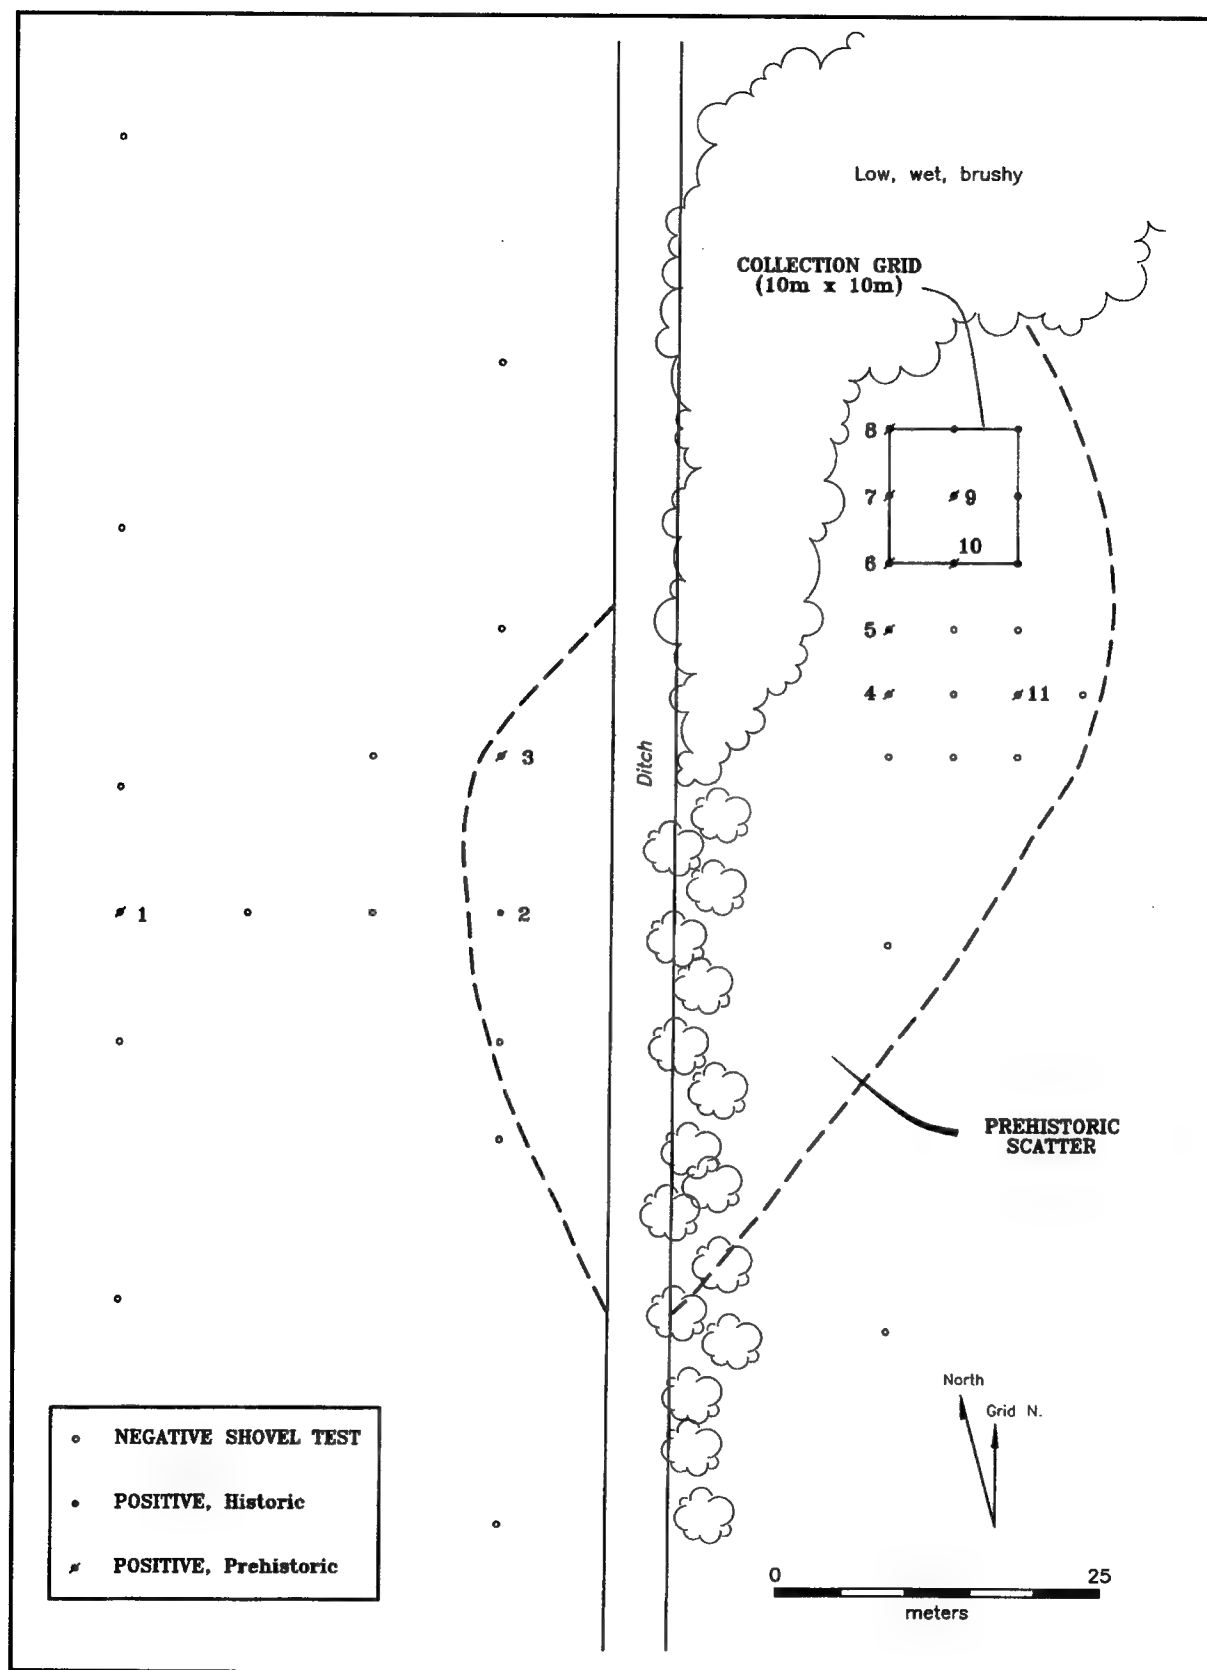 Low, wet, brushy
COLLECTION GRID
(10m x 10m)
8
7
9
10
6
5
4
11
3
Ditch
1
2
PREHISTORIC
SCATTER
North
Grid N.
NEGATIVE SHOVEL TEST
POSITIVE, Historic
POSITIVE, Prehistoric
0
25
meters